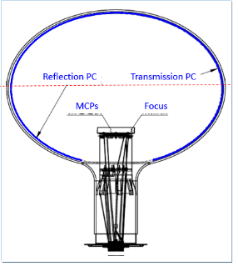 Reflection PC
Transmission PC
MCPs
Focus